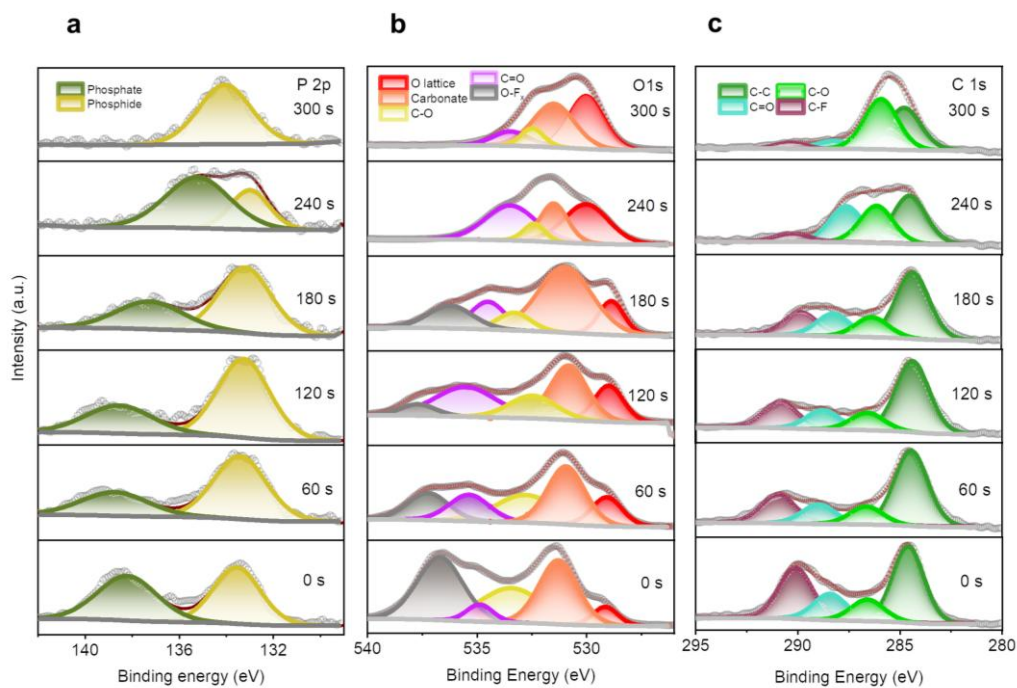 a
b
c
Intensity (a.u.)
Phosphate
Phosphide
P 2p
300 s
240 s
180 s
120 s
60 s
0 s
140
136
132
Binding energy (eV)
O lattice
Carbonate
C-O
C=O
O-Fₓ
O1s
300 s
240 s
180 s
120 s
60 s
0 s
540
535
530
Binding Energy (eV)
C-C
C=O
C-O
C-F
C 1s
300 s
240 s
180 s
120 s
60 s
0 s
295
290
285
280
Binding Energy (eV)